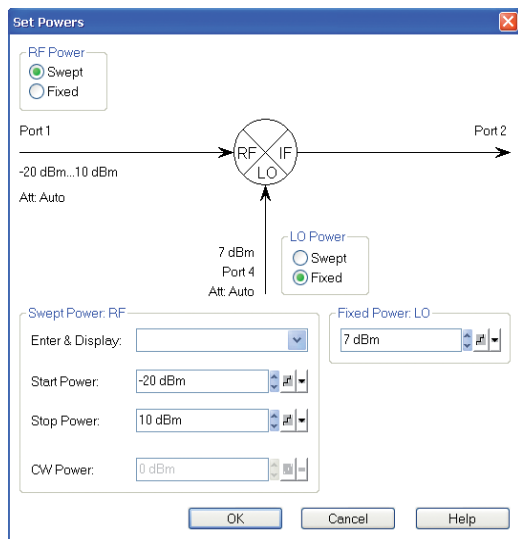 Set Powers
RF Power
Swept
Fixed
Port 1
Port 2
RF IF
LO
-20 dBm...10 dBm
Att: Auto
7 dBm
Port 4
Att: Auto
LO Power
Swept
Fixed
Swept Power: RF
Enter & Display:
Start Power: -20 dBm
Stop Power: 10 dBm
CW Power: 0 dBm
Fixed Power: LO
7 dBm
OK Cancel Help